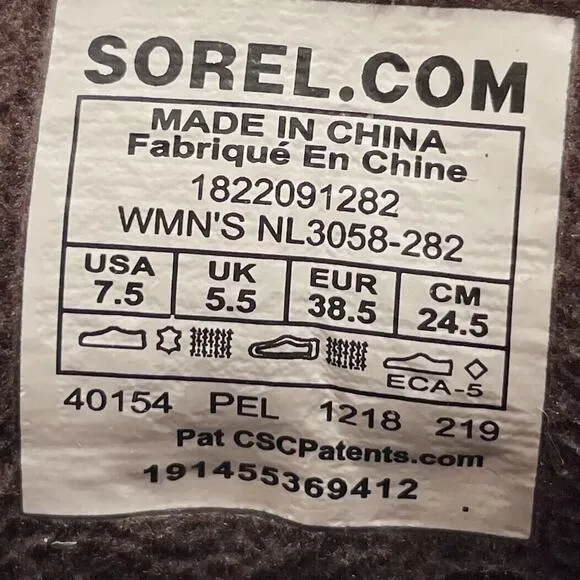 SOREL.COM
MADE IN CHINA
Fabriqué En Chine
1822091282
WMN'S NL3058-282
USA UK EUR CM
7.5 5.5 38.5 24.5
ECA-5
40154 PEL 1218 219
Pat CSCPatents.com
191455369412